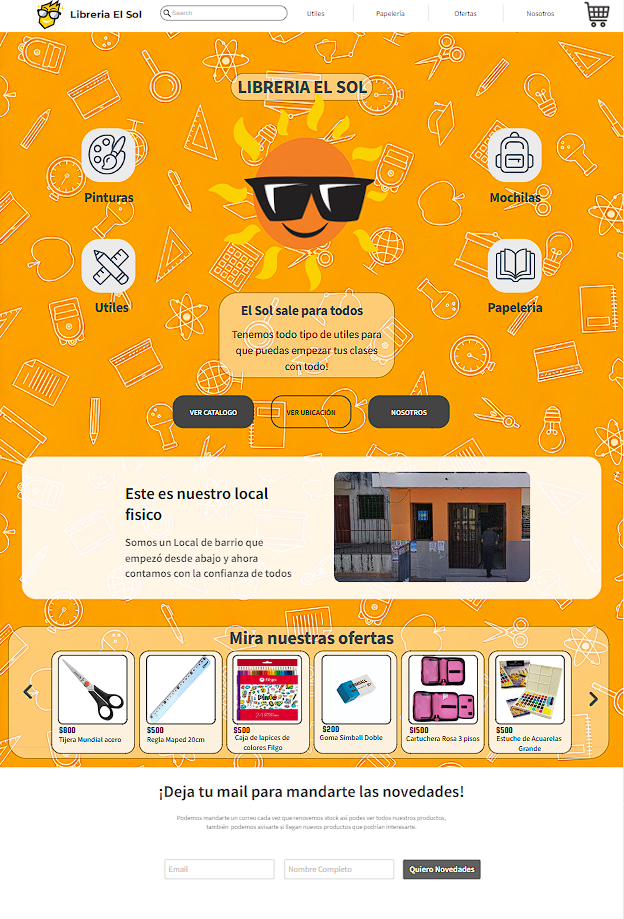 Libreria El Sol
Search
Utiles
Papelería
Ofertas
Nosotros
LIBRERIA EL SOL
Pinturas
Mochilas
Utiles
Papeleria
El Sol sale para todos
Tenemos todo tipo de utiles para
que puedas empezar tus clases
con todo!
VER CATALOGO
VER UBICACIÓN
NOSOTROS
Este es nuestro local
fisico
Somos un Local de barrio que
empezó desde abajo y ahora
contamos con la confianza de todos
Mira nuestras ofertas
$800
Tijera Mundial acero
$500
Regla Maped 20cm
$500
Caja de lapices de
colores Filgo
$200
Goma Simball Doble
$1500
Cartuchera Rosa 3 pisos
$500
Estuche de Acuarelas
Grande
¡Deja tu mail para mandarte las novedades!
Podemos mandarte un correo cada vez que renovemos stock así podes ver todos nuestros productos,
también podemos avisarte si llegan nuevos productos que podrían interesarte.
Email
Nombre Completo
Quiero Novedades